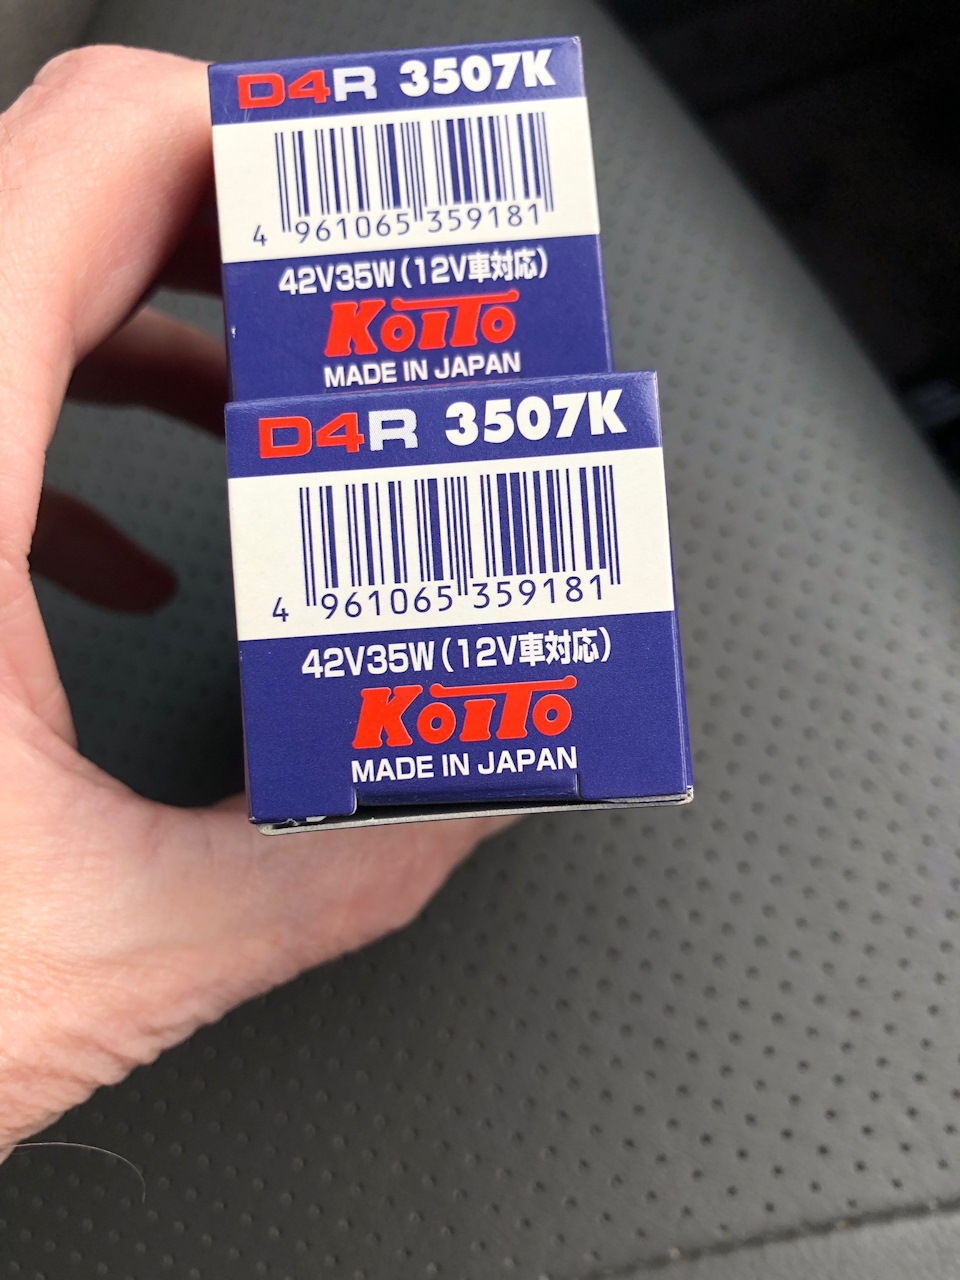 D4R 3507K
4 961065 359181
42V35W(12V車対応)
KoiTo
MADE IN JAPAN
D4R 3507K
4 961065 359181
42V35W(12V車対応)
KoiTo
MADE IN JAPAN